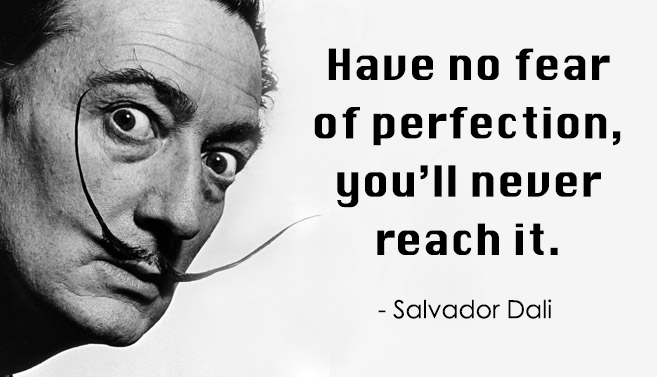 Have no fear
of perfection,
you'll never
reach it.
- Salvador Dali